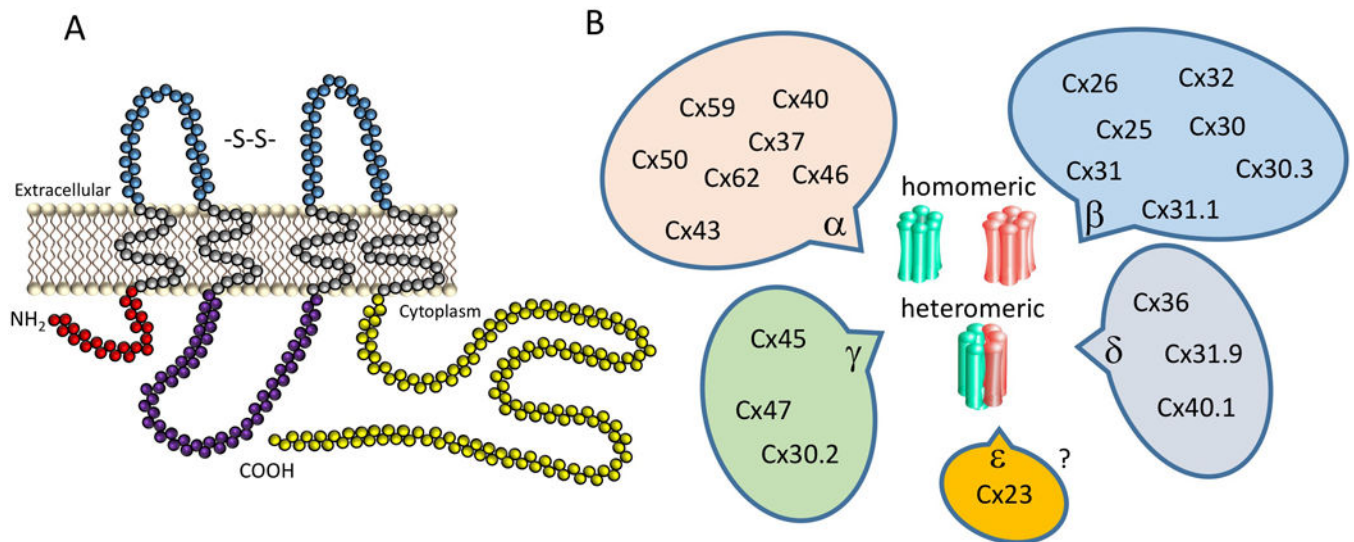 A
-S-S-
Extracellular
NH2
Cytoplasm
COOH
B
Cx59
Cx40
Cx37
Cx50
Cx62
Cx46
Cx43
α
Cx26
Cx32
Cx25
Cx30
Cx31
Cx30.3
Cx31.1
β
homomeric
heteromeric
Cx45
γ
Cx47
Cx30.2
Cx36
δ
Cx31.9
Cx40.1
ε
?
Cx23